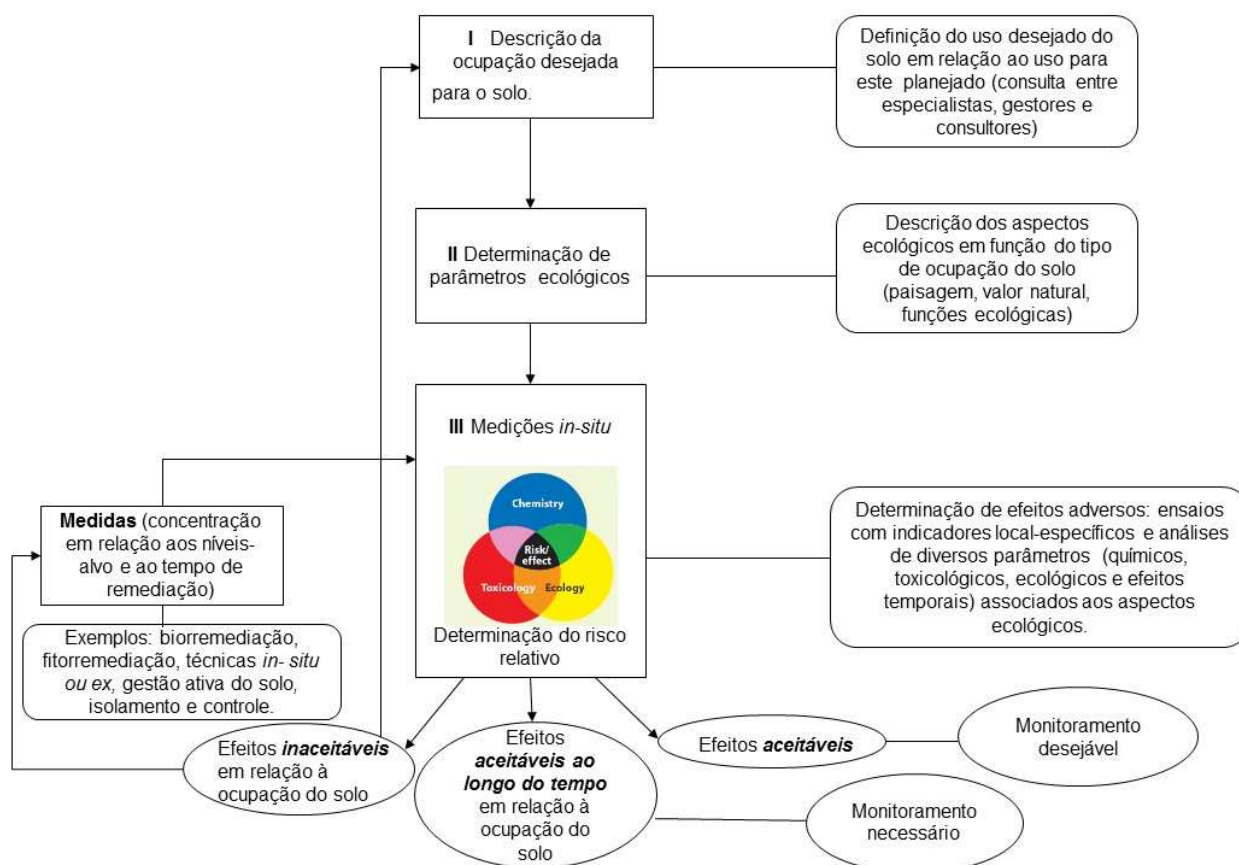 I Descrição da
ocupação desejada
para o solo.
Definição do uso desejado do
solo em relação ao uso para
este planejado (consulta entre
especialistas, gestores e
consultores)
II Determinação de
parâmetros ecológicos
Descrição dos aspectos
ecológicos em função do tipo
de ocupação do solo
(paisagem, valor natural,
funções ecológicas)
III Medições in-situ
Chemistry
Risk/
effect
Toxicology
Ecology
Determinação do risco
relativo
Determinação de efeitos adversos: ensaios
com indicadores local-específicos e análises
de diversos parâmetros (químicos,
toxicológicos, ecológicos e efeitos
temporais) associados aos aspectos
ecológicos.
Medidas (concentração
em relação aos níveis-
alvo e ao tempo de
remediação)
Exemplos: biorremediação,
fitorremediação, técnicas in- situ
ou ex, gestão ativa do solo,
isolamento e controle.
Efeitos inaceitáveis
em relação à
ocupação do solo
Efeitos
aceitáveis ao
longo do tempo
em relação à
ocupação do
solo
Efeitos aceitáveis
Monitoramento
desejável
Monitoramento
necessário